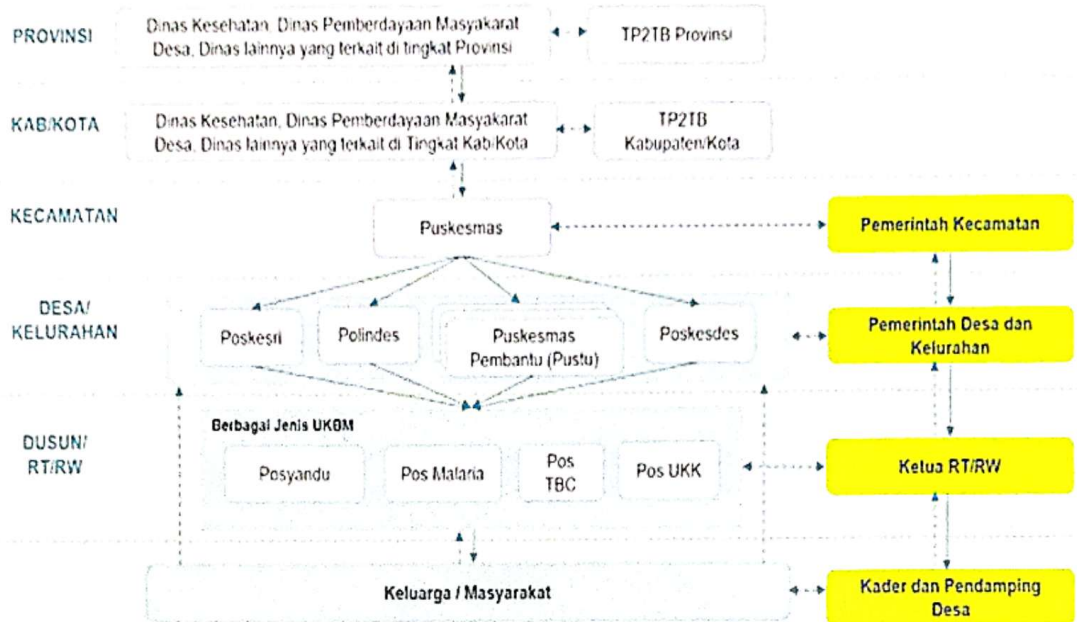 PROVINSI
Dinas Kesehatan, Dinas Pemberdayaan Masyakarat
Desa, Dinas lainnya yang terkait di tingkat Provinsi
TP2TB Provinsi
KAB/KOTA
Dinas Kesehatan, Dinas Pemberdayaan Masyakarat
Desa, Dinas lainnya yang terkait di Tingkat Kab/Kota
TP2TB
Kabupaten/Kota
KECAMATAN
Puskesmas
Pemerintah Kecamatan
DESA/
KELURAHAN
Poskesri
Polindes
Puskesmas
Pembantu (Pustu)
Poskesdes
Pemerintah Desa dan
Kelurahan
DUSUN/
RT/RW
Berbagai Jenis UKBM
Posyandu
Pos Malaria
Pos
TBC
Pos UKK
Ketua RT/RW
Keluarga / Masyarakat
Kader dan Pendamping
Desa